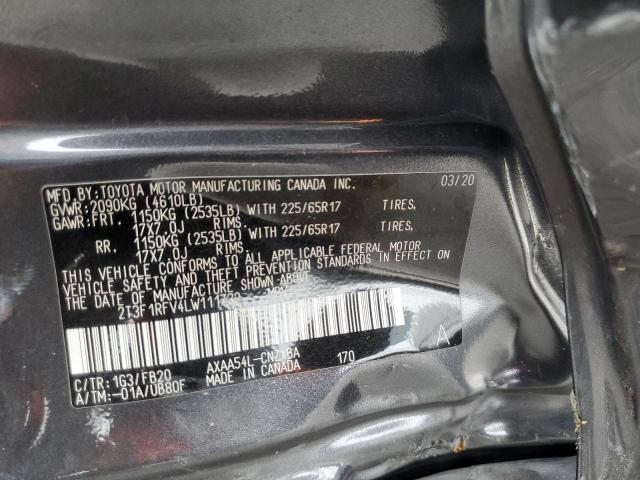 MFD.BY:TOYOTA MOTOR MANUFACTURING CANADA INC. 03/20
GVWR:2090KG (4610LB)
GAWR:FRT 1150KG (2535LB) WITH 225/65R17 TIRES,
17X7.0J RIMS
RR. 1150KG (2535LB) WITH 225/65R17 TIRES,
17X7.0J RIMS
THIS VEHICLE CONFORMS TO ALL APPLICABLE FEDERAL MOTOR
VEHICLE SAFETY AND THEFT PREVENTION STANDARDS IN EFFECT ON
THE DATE OF MANUFACTURE SHOWN ABOVE.
A
C/TR:1G3/FB20 AXAA54L-CNZXBA 170
A/TM:-01A/UB80F MADE IN CANADA